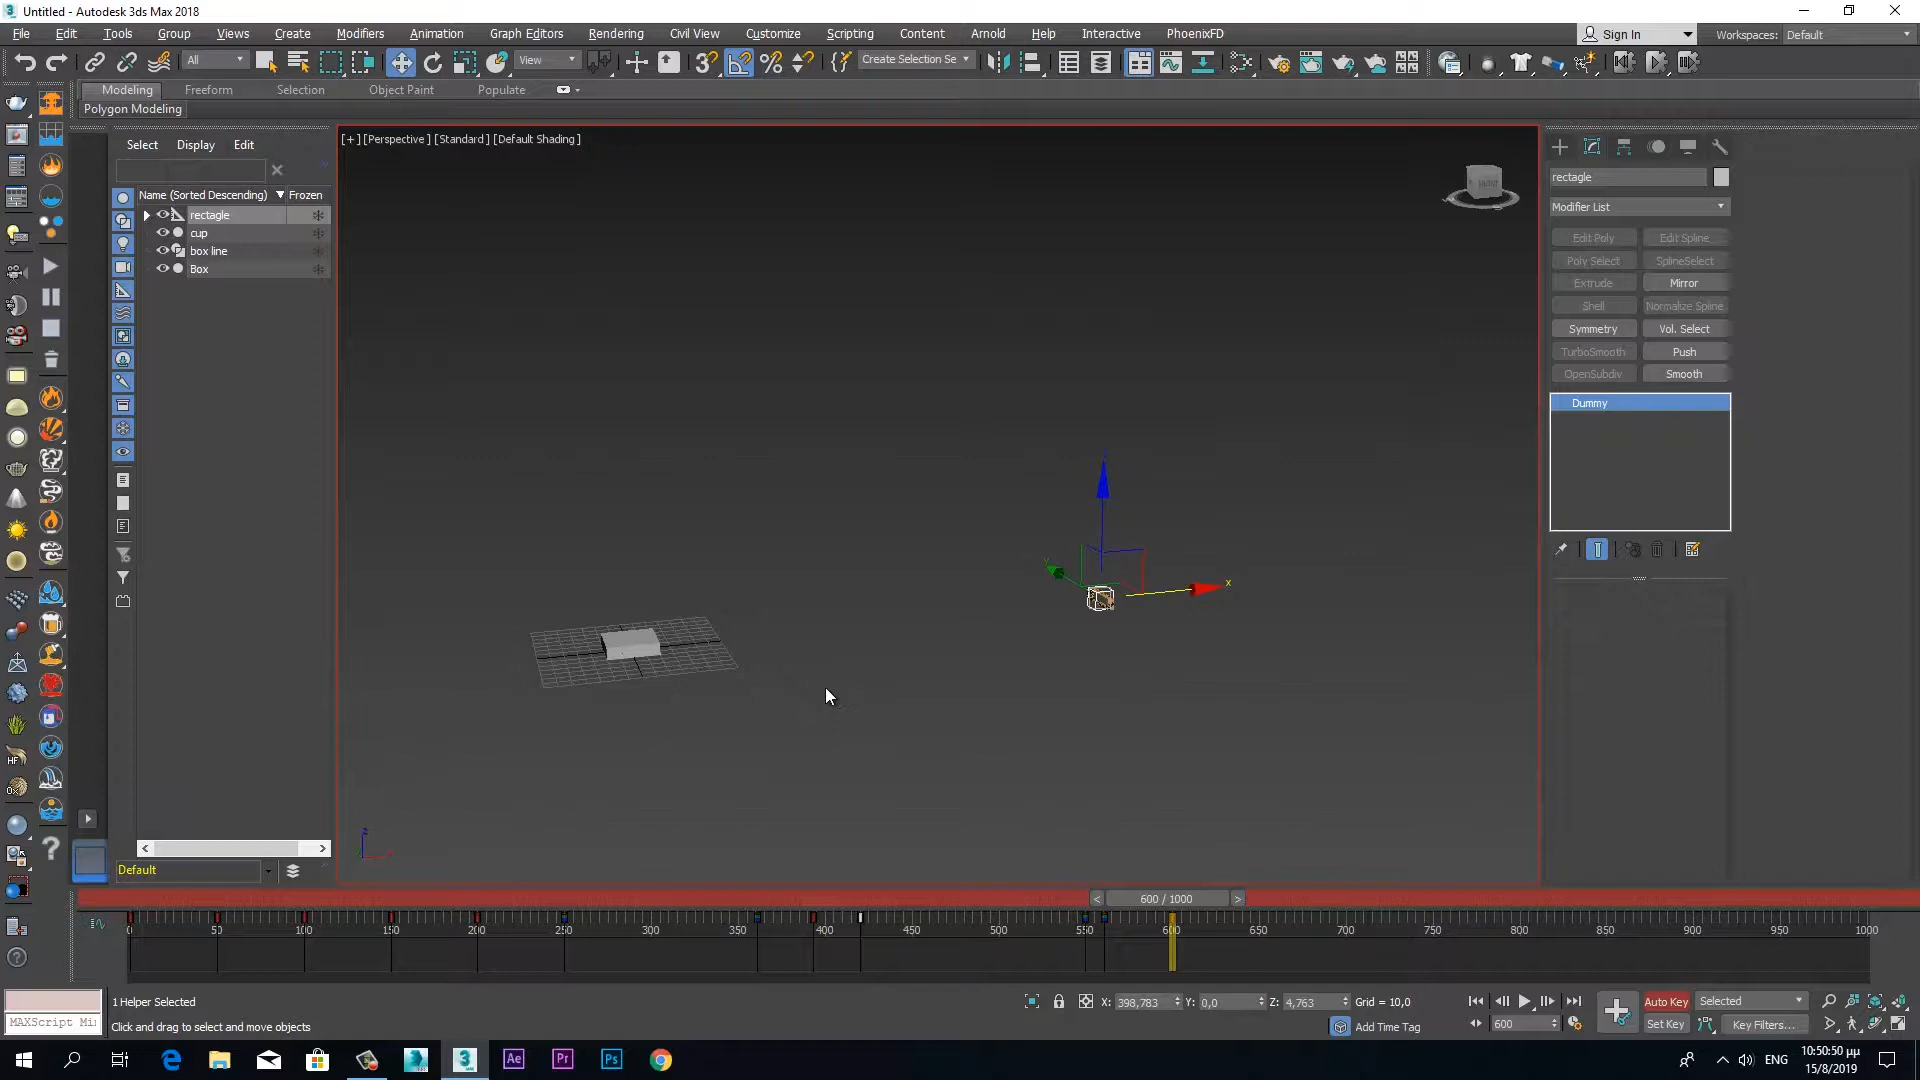 Untitled - Autodesk 3ds Max 2018
File Edit Tools Group Views Create Modifiers Animation Graph Editors Rendering Civil View Customize Scripting Content Arnold Help Interactive PhoenixFD
Sign In
Workspaces: Default
All
View
Create Selection Se
Modeling Freeform Selection Object Paint Populate
Polygon Modeling
Select Display Edit
Name (Sorted Descending) Frozen
rectagle
cup
box line
Box
[+] [Perspective] [Standard] [Default Shading]
FRONT
x
z
rectagle
Modifier List
Edit Poly Edit Spline
Poly Select SplineSelect
Extrude Mirror
Shell Normalize Spline
Symmetry Vol. Select
TurboSmooth Push
OpenSubdiv Smooth
Dummy
HF
Default
< 600 / 1000 >
0 50 100 150 200 250 300 350 400 450 500 550 600 650 700 750 800 850 900 950 1000
1 Helper Selected
MAXScript Mi
Click and drag to select and move objects
X: 398,783 Y: 0,0 Z: 4,763 Grid = 10,0
Add Time Tag
600
Auto Key Selected
Set Key Key Filters...
Ae Pr Ps
ENG
10:50:50 μμ
15/8/2019